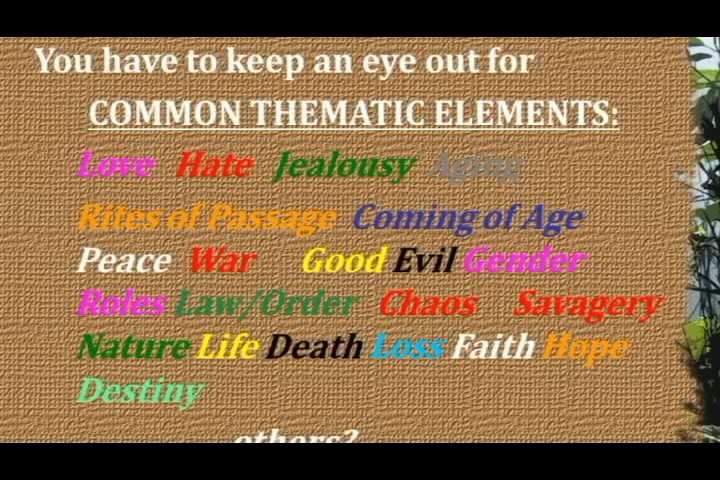 You have to keep an eye out for
COMMON THEMATIC ELEMENTS:
Love Hate Jealousy Aging
Rites of Passage Coming of Age
Peace War Good Evil Gender
Roles Law/Order Chaos Savagery
Nature Life Death Loss Faith Hope
Destiny
others?